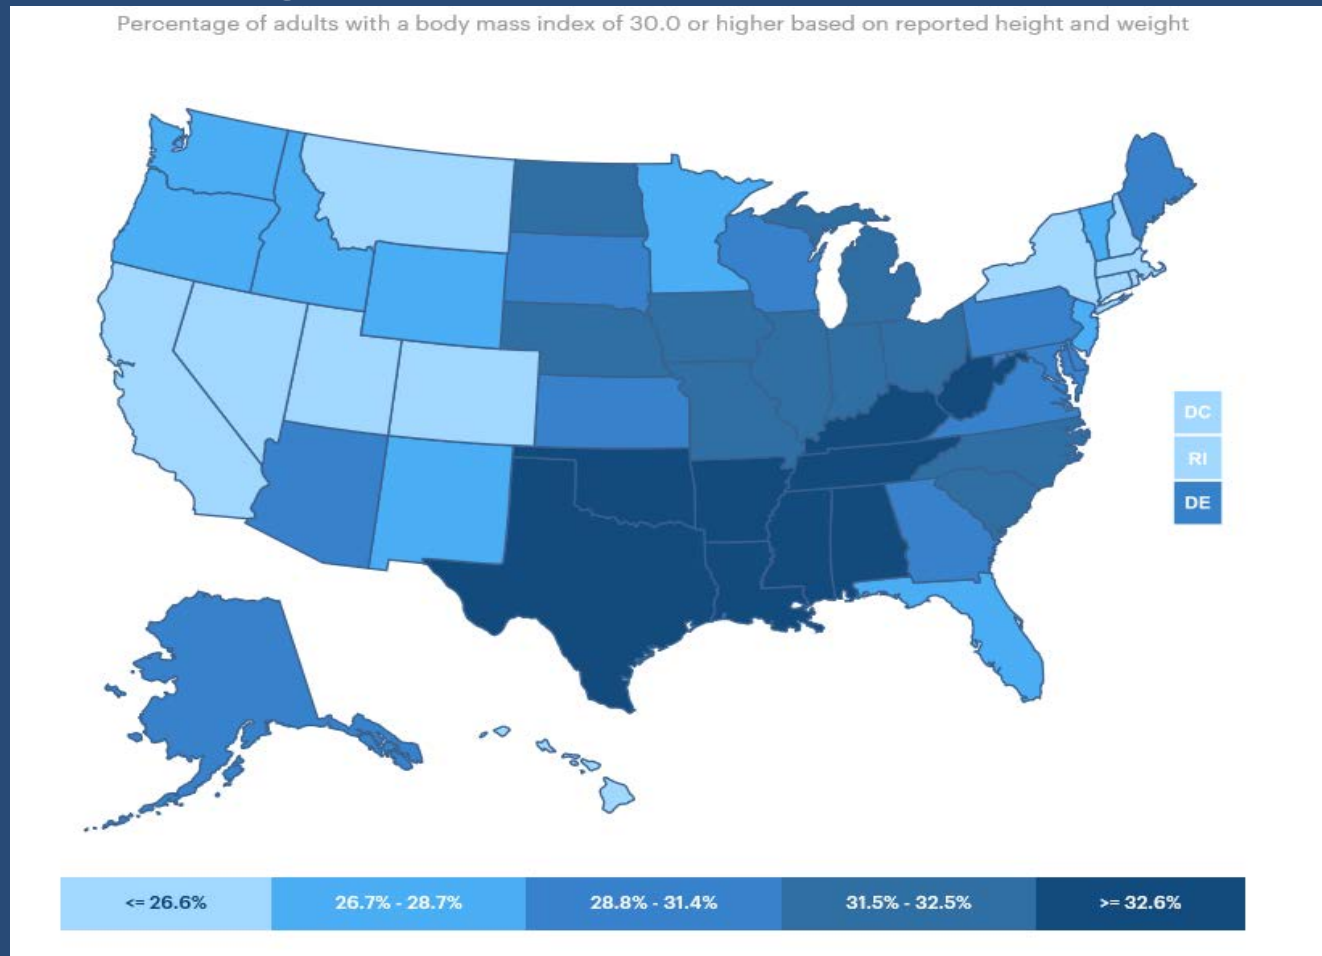 Percentage of adults with a body mass index of 30.0 or higher based on reported height and weight
DC
RI
DE
<= 26.6% 26.7% - 28.7% 28.8% - 31.4% 31.5% - 32.5% >= 32.6%